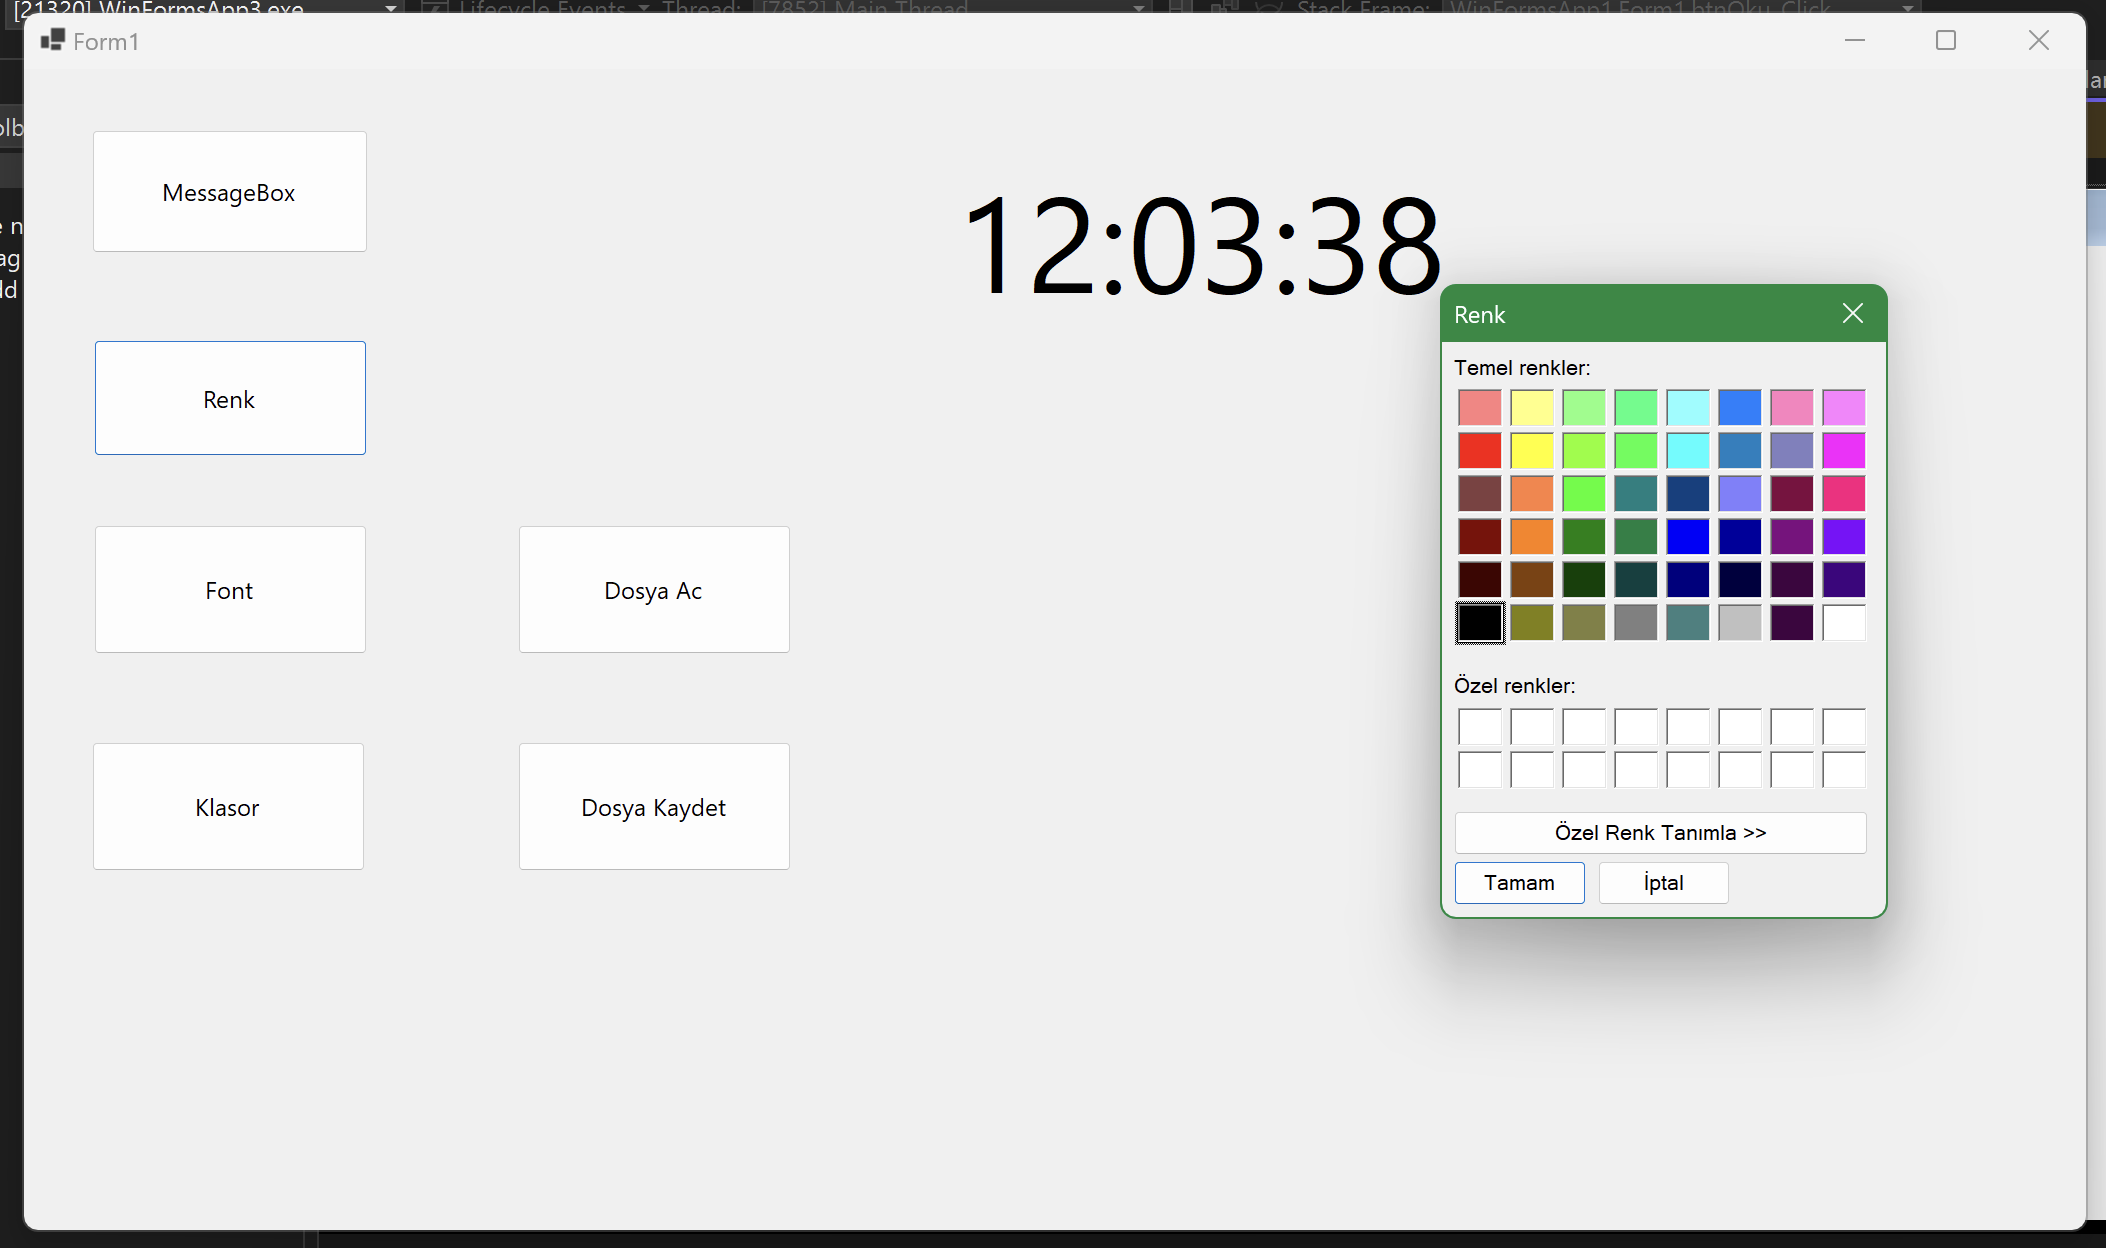 [21320] WinFormsApp3.exe Lifecycle Events Thread: [7852] Main Thread Stack Frame: WinFormsApp1.Form1.btnOku_Click
Form1
MessageBox
12:03:38
Renk
Font
Dosya Ac
Klasor
Dosya Kaydet
Renk
Temel renkler:
Özel renkler:
Özel Renk Tanımla >>
Tamam
İptal